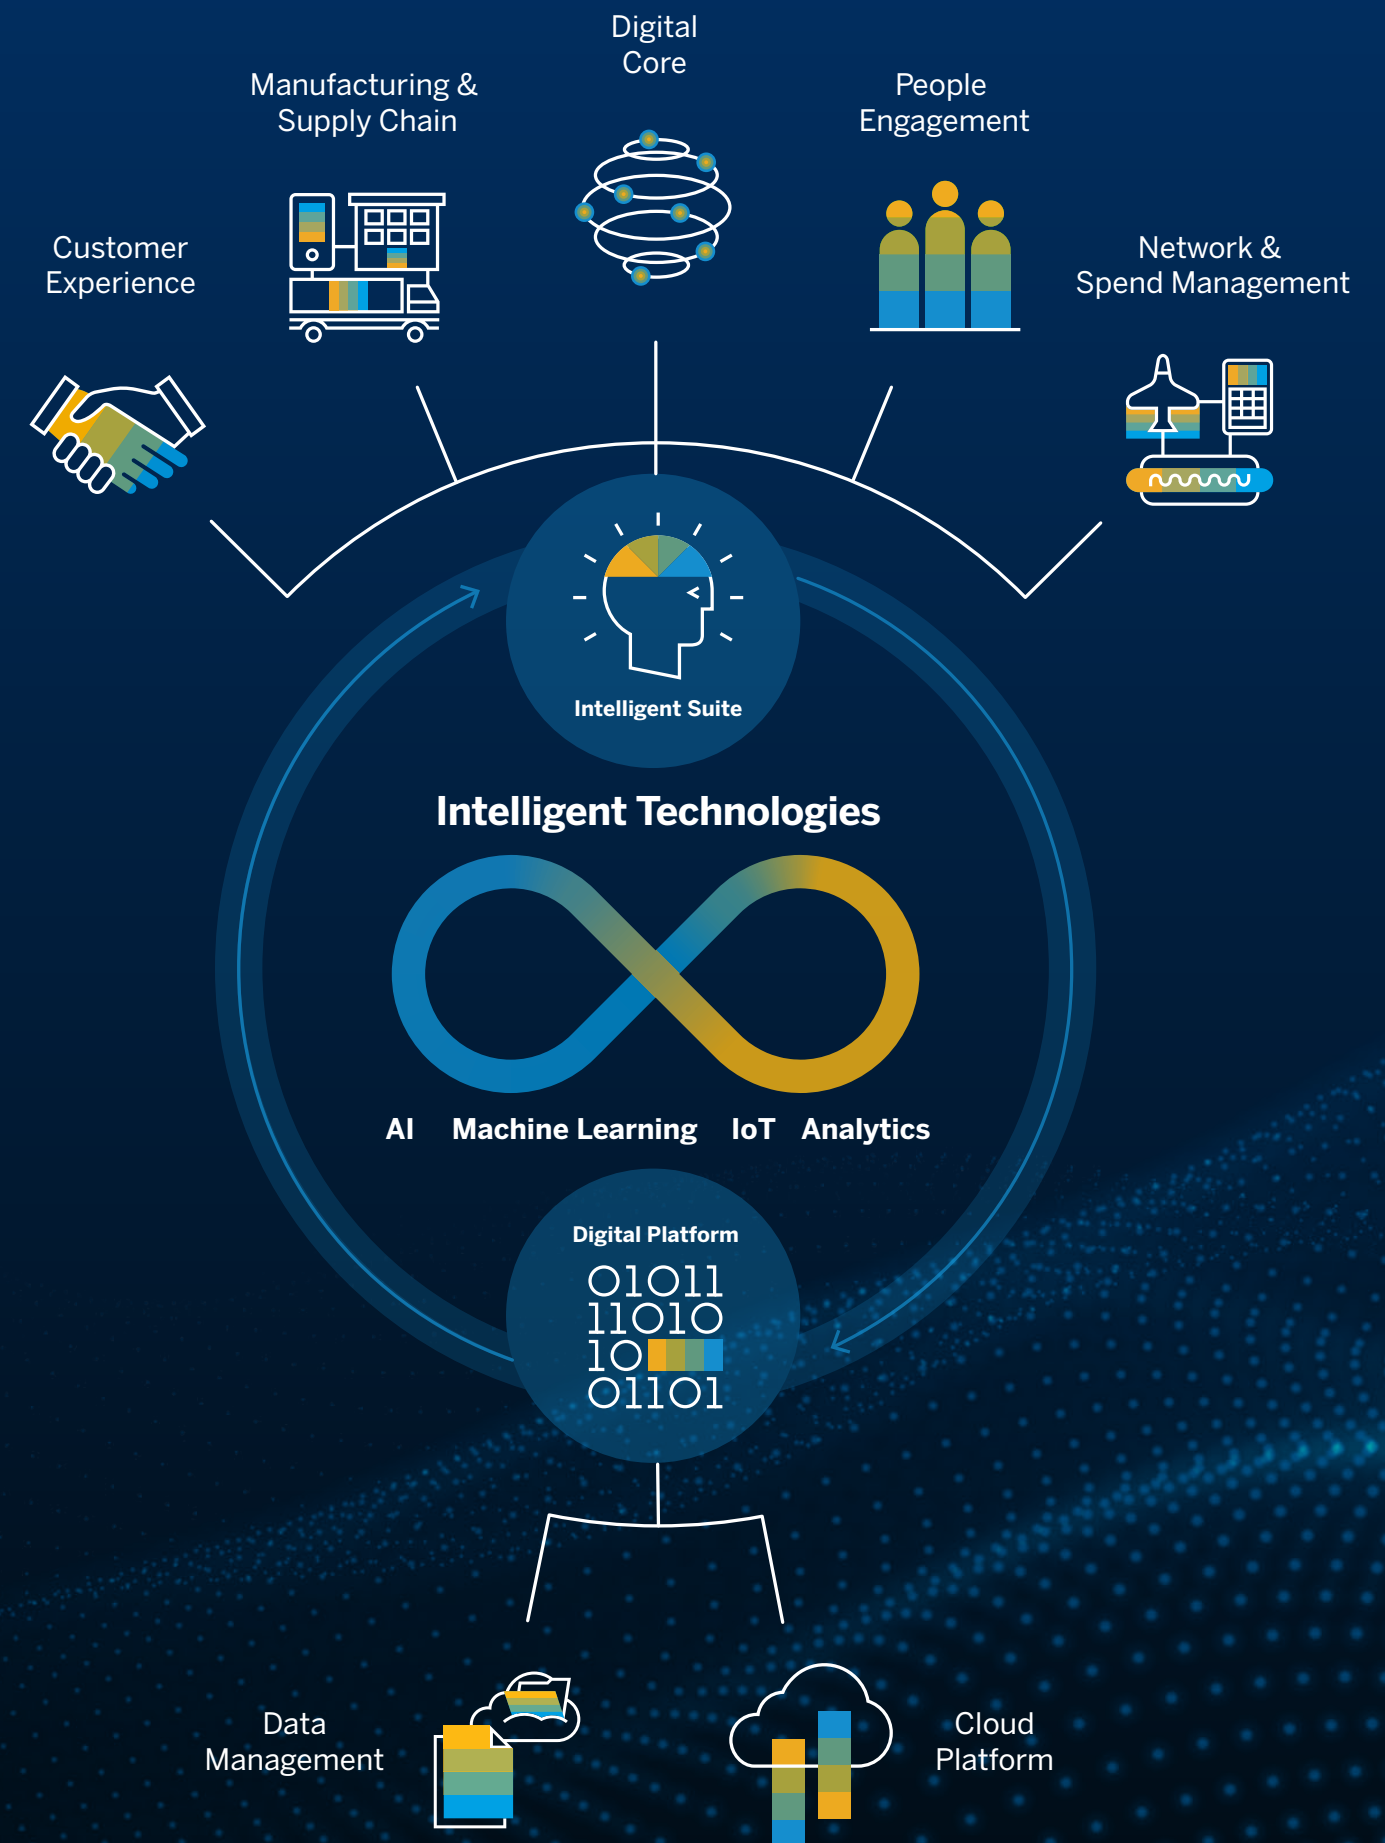 Digital
Core
Manufacturing &
Supply Chain
People
Engagement
Customer
Experience
Network &
Spend Management
Intelligent Suite
Intelligent Technologies
AI Machine Learning IoT Analytics
Digital Platform
01011
11010
10
01101
Data
Management
Cloud
Platform